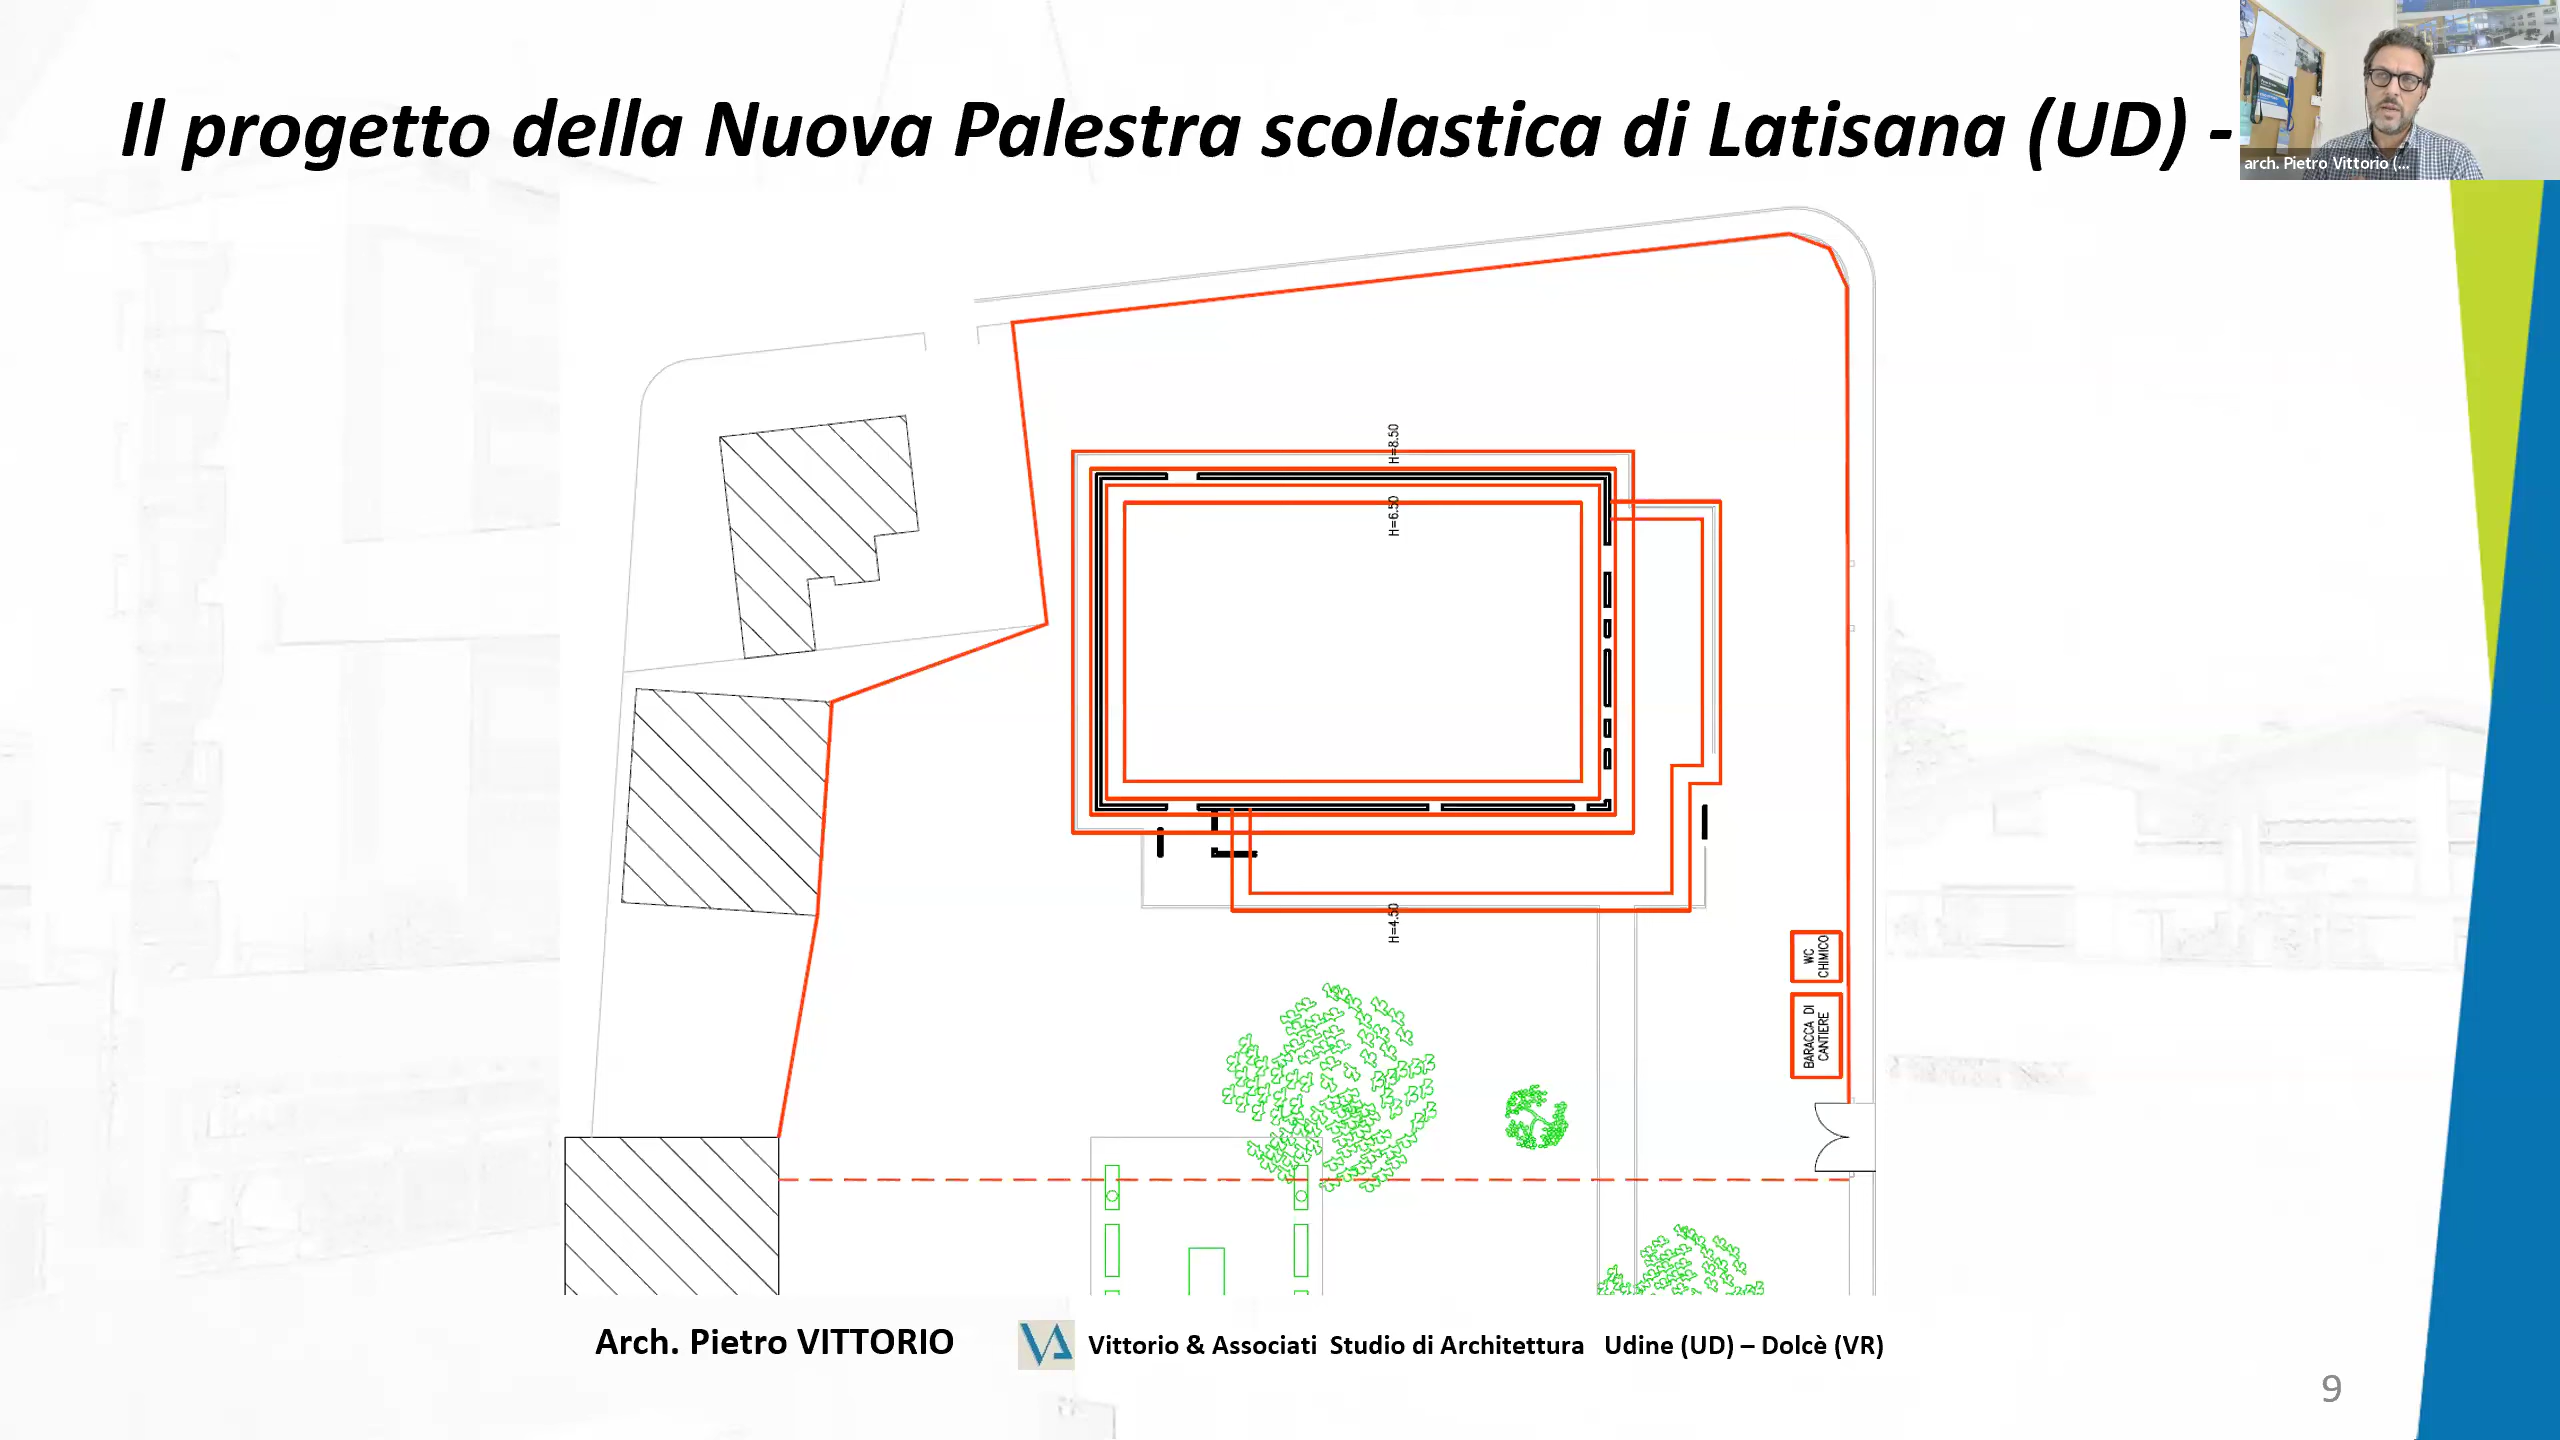 Il progetto della Nuova Palestra scolastica di Latisana (UD) -
arch. Pietro Vittorio (...
H=8.50
H=6.50
H=4.50
WC
CHIMICO
BARACCA DI
CANTIERE
Arch. Pietro VITTORIO
VA
Vittorio & Associati Studio di Architettura Udine (UD) – Dolcè (VR)
9